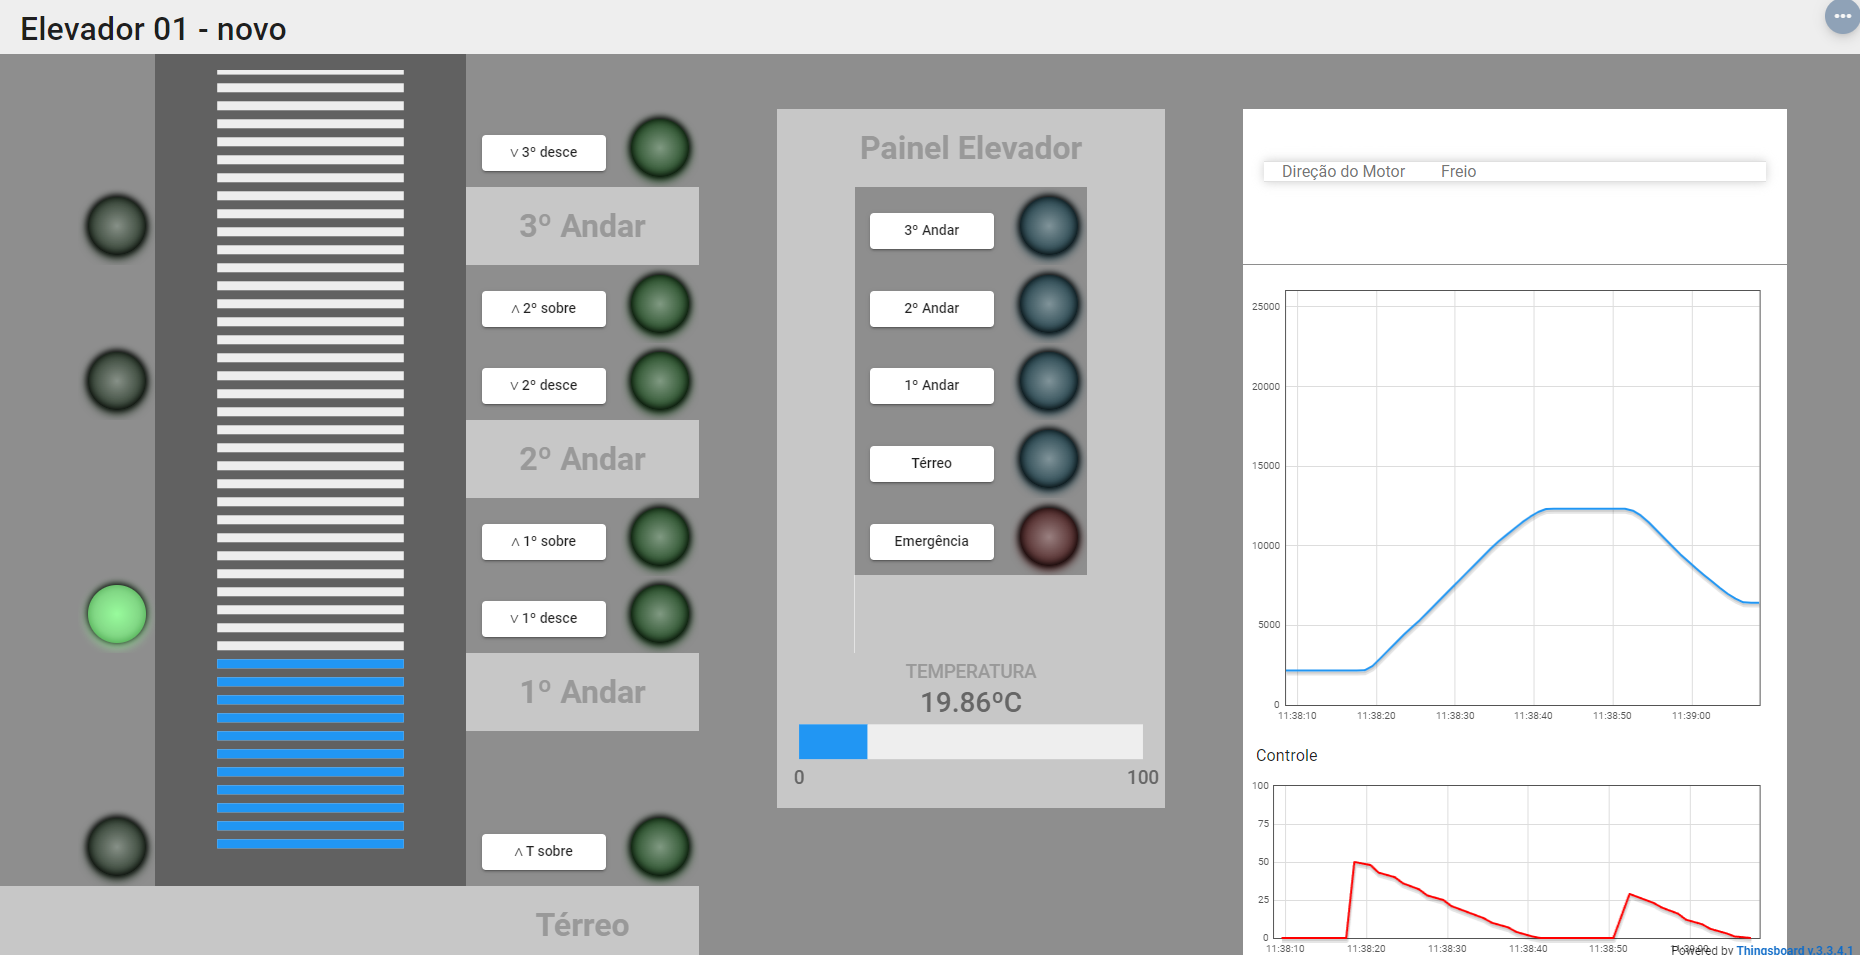 Elevador 01 - novo
v 3º desce
3º Andar
ʌ 2º sobre
v 2º desce
2º Andar
ʌ 1º sobre
v 1º desce
1º Andar
ʌ T sobre
Térreo
Painel Elevador
3º Andar
2º Andar
1º Andar
Térreo
Emergência
TEMPERATURA
19.86ºC
0 100
Direção do Motor Freio
25000
20000
15000
10000
5000
0
11:38:10 11:38:20 11:38:30 11:38:40 11:38:50 11:39:00
Controle
100
75
50
25
0
11:38:10 11:38:20 11:38:30 11:38:40 11:38:50 11:39:00
Powered by Thingsboard v.3.3.4.1